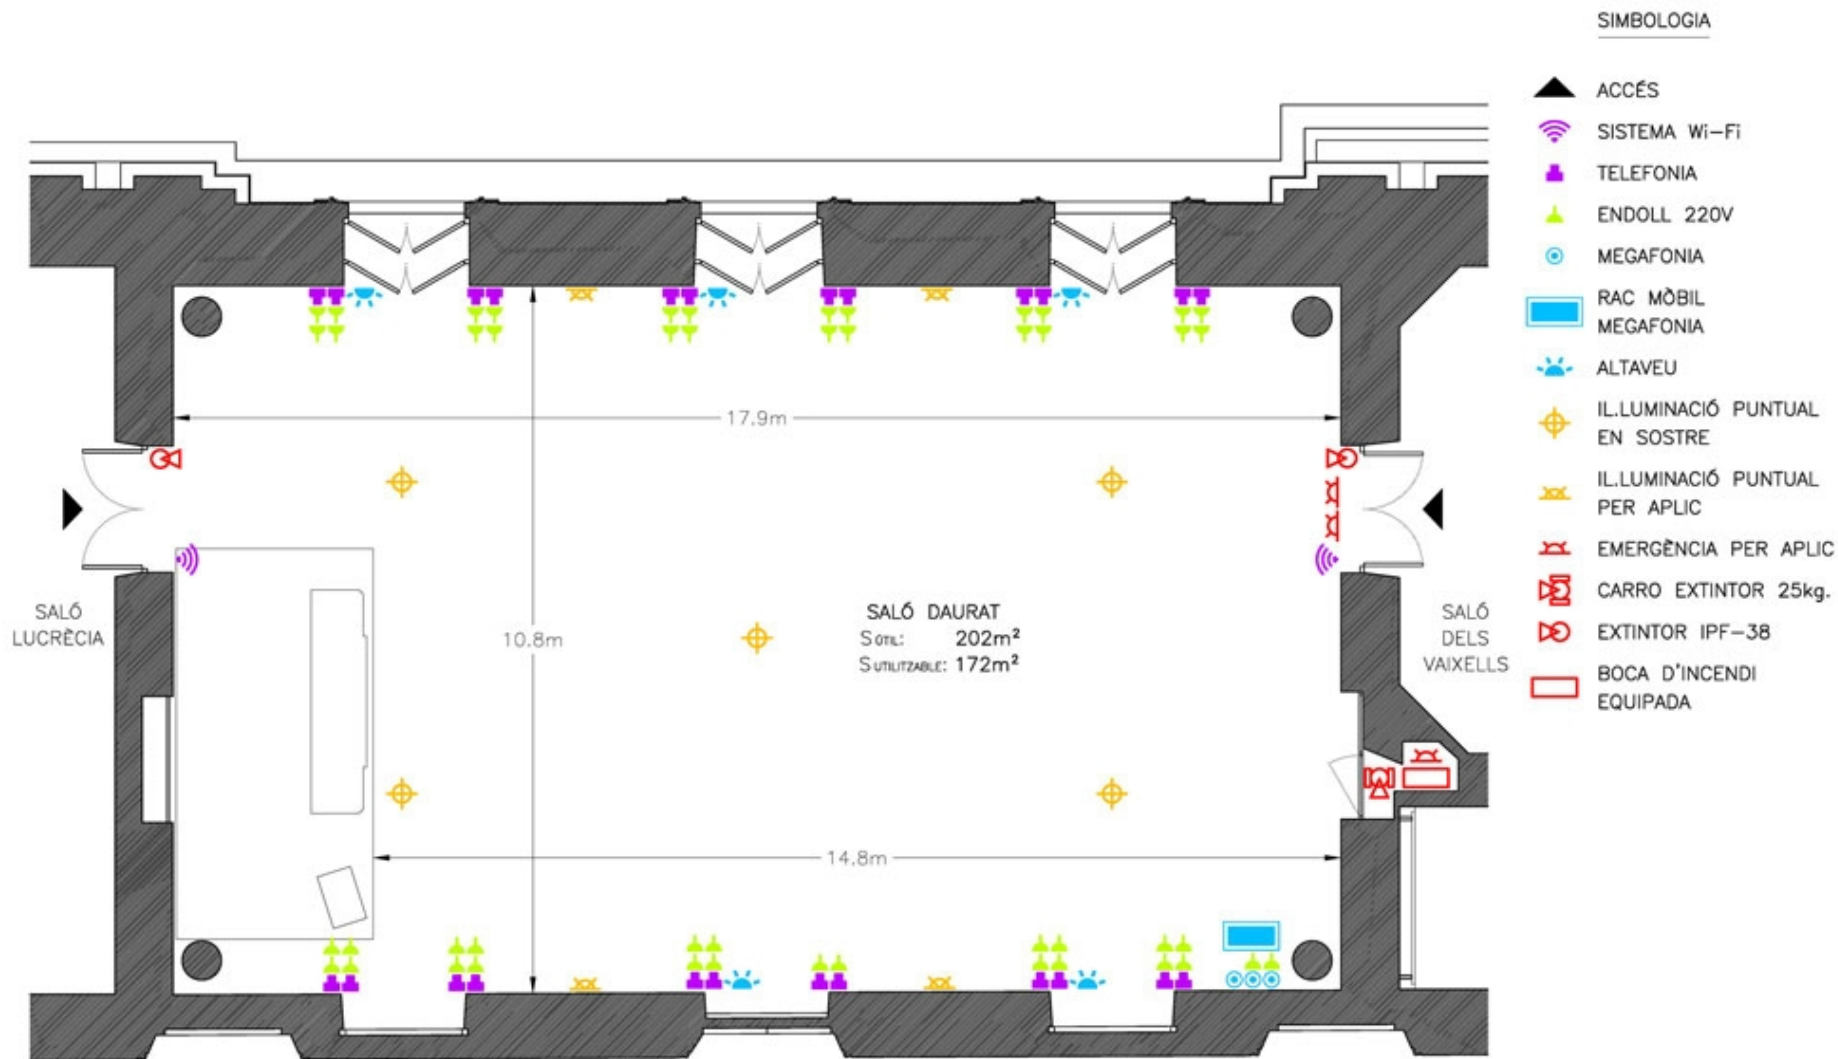 SIMBOLOGIA
ACCÉS
SISTEMA Wi-Fi
TELEFONIA
ENDOLL 220V
MEGAFONIA
RAC MÒBIL
MEGAFONIA
ALTAVEU
IL.LUMINACIÓ PUNTUAL
EN SOSTRE
IL.LUMINACIÓ PUNTUAL
PER APLIC
EMERGÈNCIA PER APLIC
CARRO EXTINTOR 25kg.
EXTINTOR IPF-38
BOCA D'INCENDI
EQUIPADA
17.9m
10.8m
14.8m
SALÓ
LUCRÈCIA
SALÓ DAURAT
S ÚTIL: 202m²
S UTILITZABLE: 172m²
SALÓ
DELS
VAIXELLS